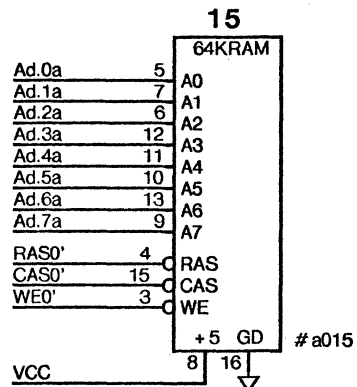 15
64KRAM
Ad.0a 5 A0
Ad.1a 7 A1
Ad.2a 6 A2
Ad.3a 12 A3
Ad.4a 11 A4
Ad.5a 10 A5
Ad.6a 13 A6
Ad.7a 9 A7
RAS0' 4 RAS
CAS0' 15 CAS
WE0' 3 WE
+5 GD #a015
VCC 8 16